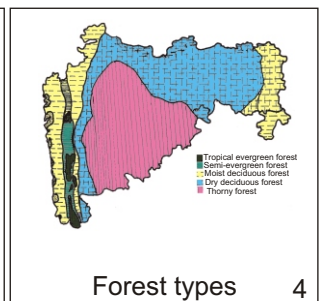 Tropical evergreen forest
Semi-evergreen forest
Moist deciduous forest
Dry deciduous forest
Thorny forest
Forest types 4